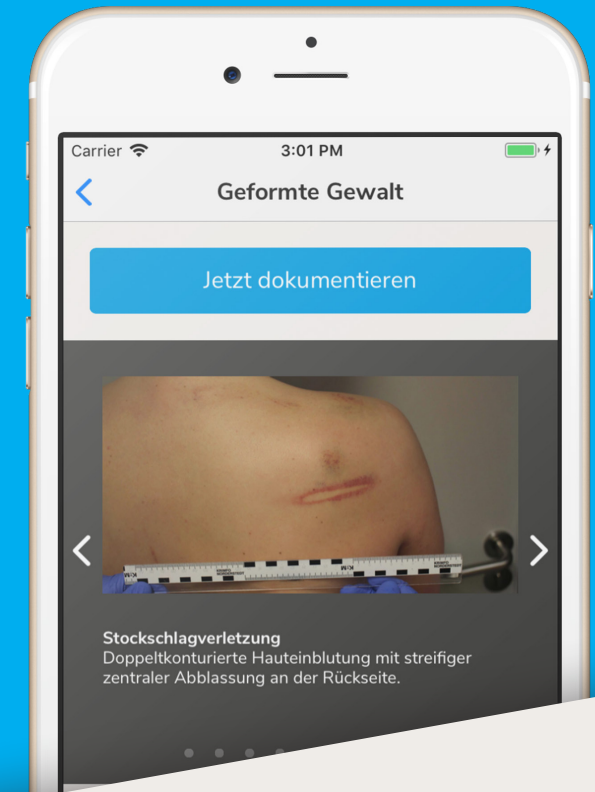 Carrier
3:01 PM
Geformte Gewalt
Jetzt dokumentieren
Stockschlagverletzung
Doppeltkonturierte Hauteinblutung mit streifiger
zentraler Abblassung an der Rückseite.